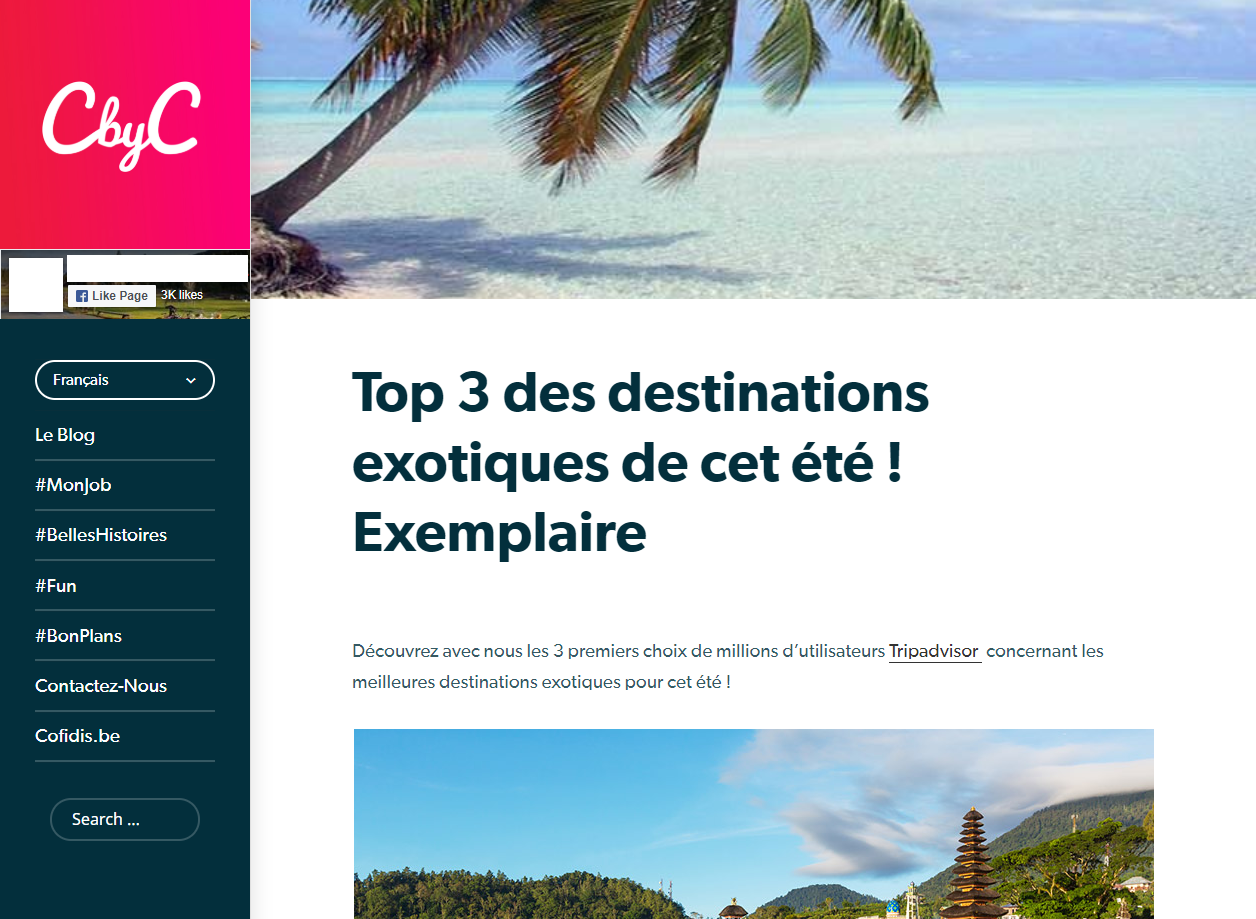 CbyC
Like Page
3K likes
Français
Le Blog
#MonJob
#BellesHistoires
#Fun
#BonPlans
Contactez-Nous
Cofidis.be
Search ...
Top 3 des destinations
exotiques de cet été !
Exemplaire
Découvrez avec nous les 3 premiers choix de millions d’utilisateurs Tripadvisor concernant les
meilleures destinations exotiques pour cet été !